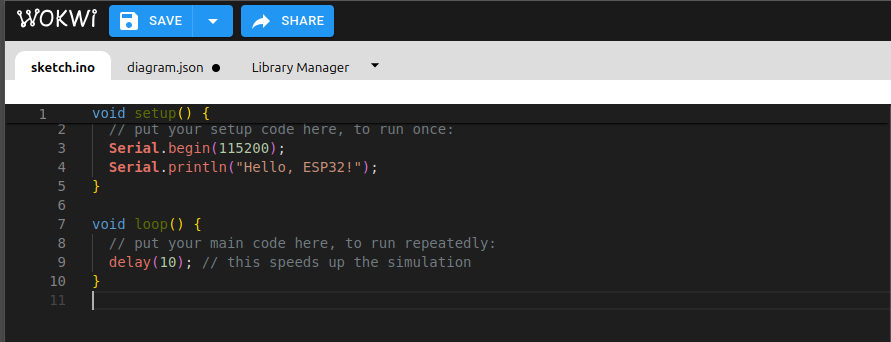 WOKWI SAVE SHARE
sketch.ino diagram.json Library Manager
1 void setup() {
2 // put your setup code here, to run once:
3 Serial.begin(115200);
4 Serial.println("Hello, ESP32!");
5 }
6
7 void loop() {
8 // put your main code here, to run repeatedly:
9 delay(10); // this speeds up the simulation
10 }
11